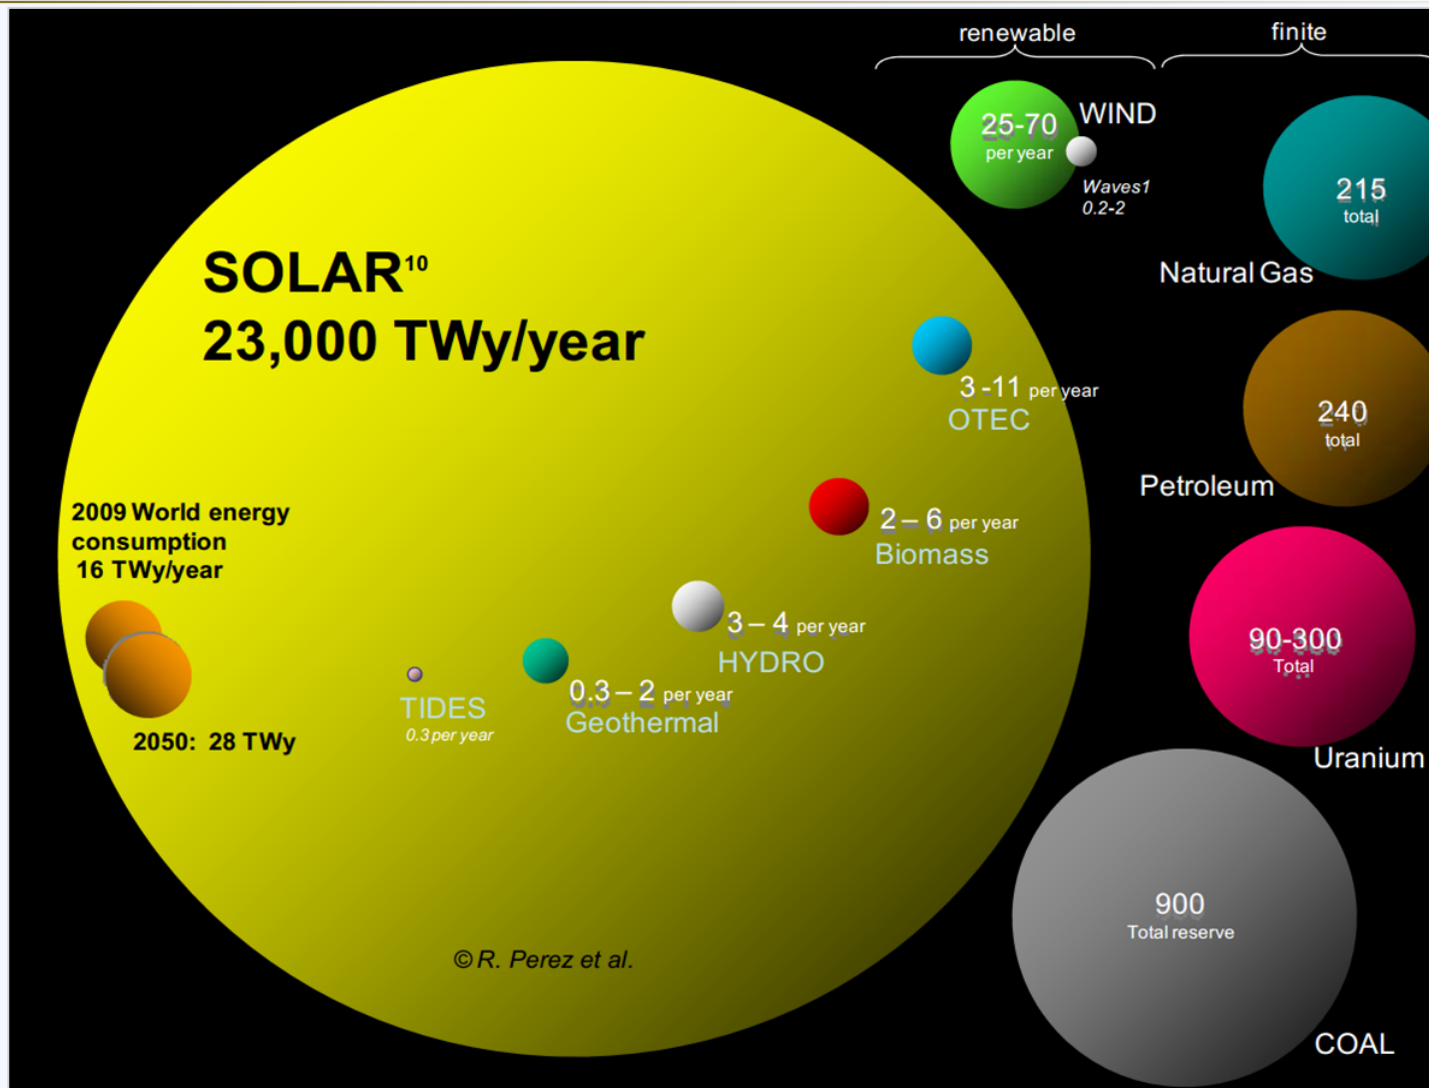 renewable
finite
25-70
per year
WIND
Waves1
0.2-2
215
total
Natural Gas
SOLAR¹⁰
23,000 TWy/year
3 -11 per year
OTEC
240
total
Petroleum
2009 World energy
consumption
16 TWy/year
2 – 6 per year
Biomass
3 – 4 per year
HYDRO
90-300
Total
Uranium
TIDES
0.3 per year
0.3 – 2 per year
Geothermal
2050: 28 TWy
900
Total reserve
© R. Perez et al.
COAL